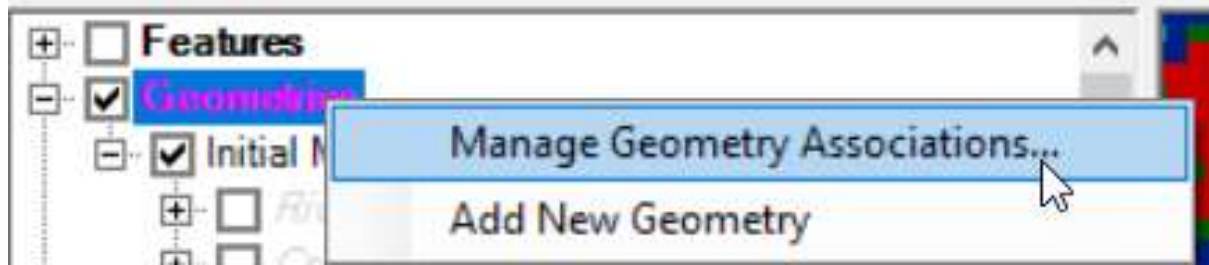 Features
Geometries
Manage Geometry Associations...
Initial
Add New Geometry